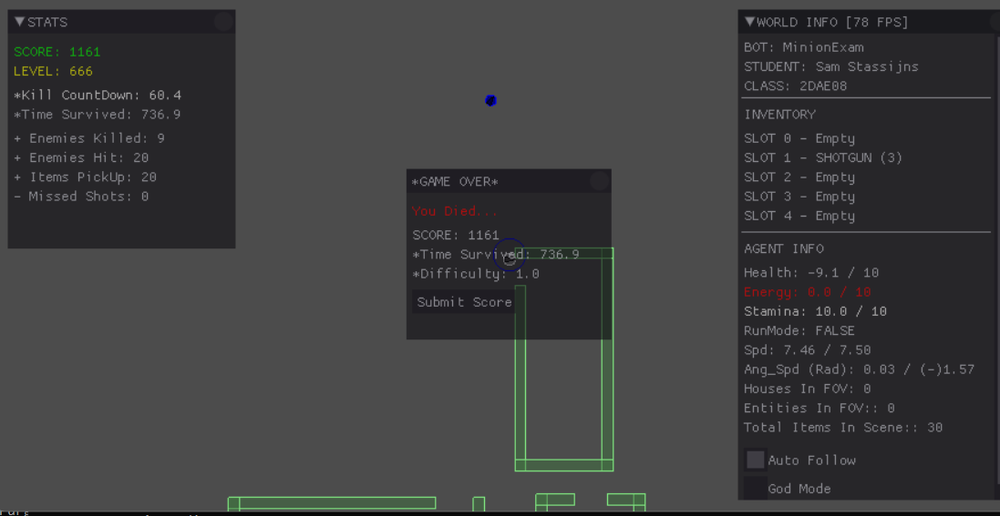 ▼STATS
SCORE: 1161
LEVEL: 666
*Kill CountDown: 60.4
*Time Survived: 736.9
+ Enemies Killed: 9
+ Enemies Hit: 20
+ Items PickUp: 20
- Missed Shots: 0
*GAME OVER*
You Died...
SCORE: 1161
*Time Survived: 736.9
*Difficulty: 1.0
Submit Score
▼WORLD INFO [78 FPS]
BOT: MinionExam
STUDENT: Sam Stassijns
CLASS: 2DAE08
INVENTORY
SLOT 0 - Empty
SLOT 1 - SHOTGUN (3)
SLOT 2 - Empty
SLOT 3 - Empty
SLOT 4 - Empty
AGENT INFO
Health: -9.1 / 10
Energy: 0.0 / 10
Stamina: 10.0 / 10
RunMode: FALSE
Spd: 7.46 / 7.50
Ang_Spd (Rad): 0.03 / (-)1.57
Houses In FOV: 0
Entities In FOV:: 0
Total Items In Scene:: 30
Auto Follow
God Mode